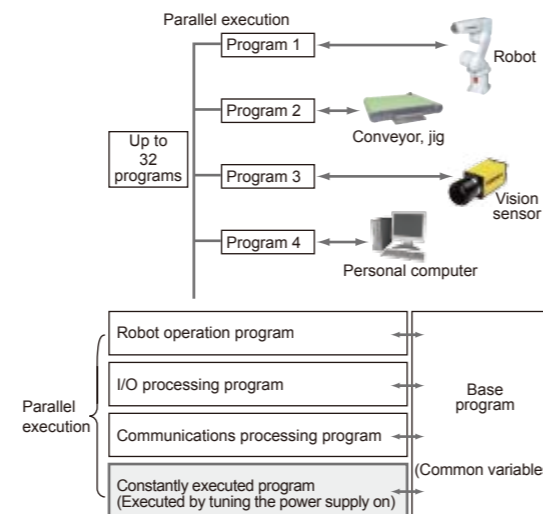 Parallel execution
Program 1
Robot
Program 2
Conveyor, jig
Up to
32
programs
Program 3
Vision
sensor
Program 4
Personal computer
Robot operation program
I/O processing program
Base
program
Parallel
execution
Communications processing program
(Common variable
Constantly executed program
(Executed by tuning the power supply on)